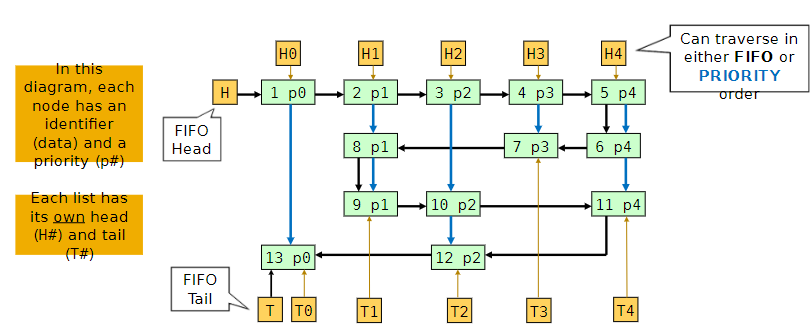 In this
diagram, each
node has an
identifier
(data) and a
priority (p#)
Each list has
its own head
(H#) and tail
(T#)
H0 H1 H2 H3 H4
Can traverse in
either FIFO or
PRIORITY
order
H 1 p0 2 p1 3 p2 4 p3 5 p4
FIFO
Head
8 p1 7 p3 6 p4
9 p1 10 p2 11 p4
13 p0 12 p2
FIFO
Tail
T T0 T1 T2 T3 T4